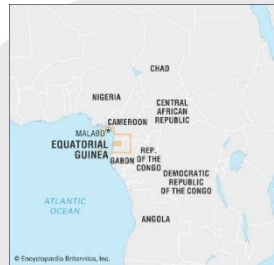 CHAD
NIGERIA
CENTRAL
AFRICAN
REPUBLIC
CAMEROON
MALABO
EQUATORIAL
GUINEA
GABON
REP.
OF THE
CONGO
DEMOCRATIC
REPUBLIC
OF THE CONGO
ATLANTIC
OCEAN
ANGOLA
© Encyclopædia Britannica, Inc.